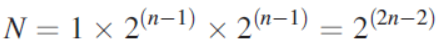 N = 1 × 2^(n−1) × 2^(n−1) = 2^(2n−2)